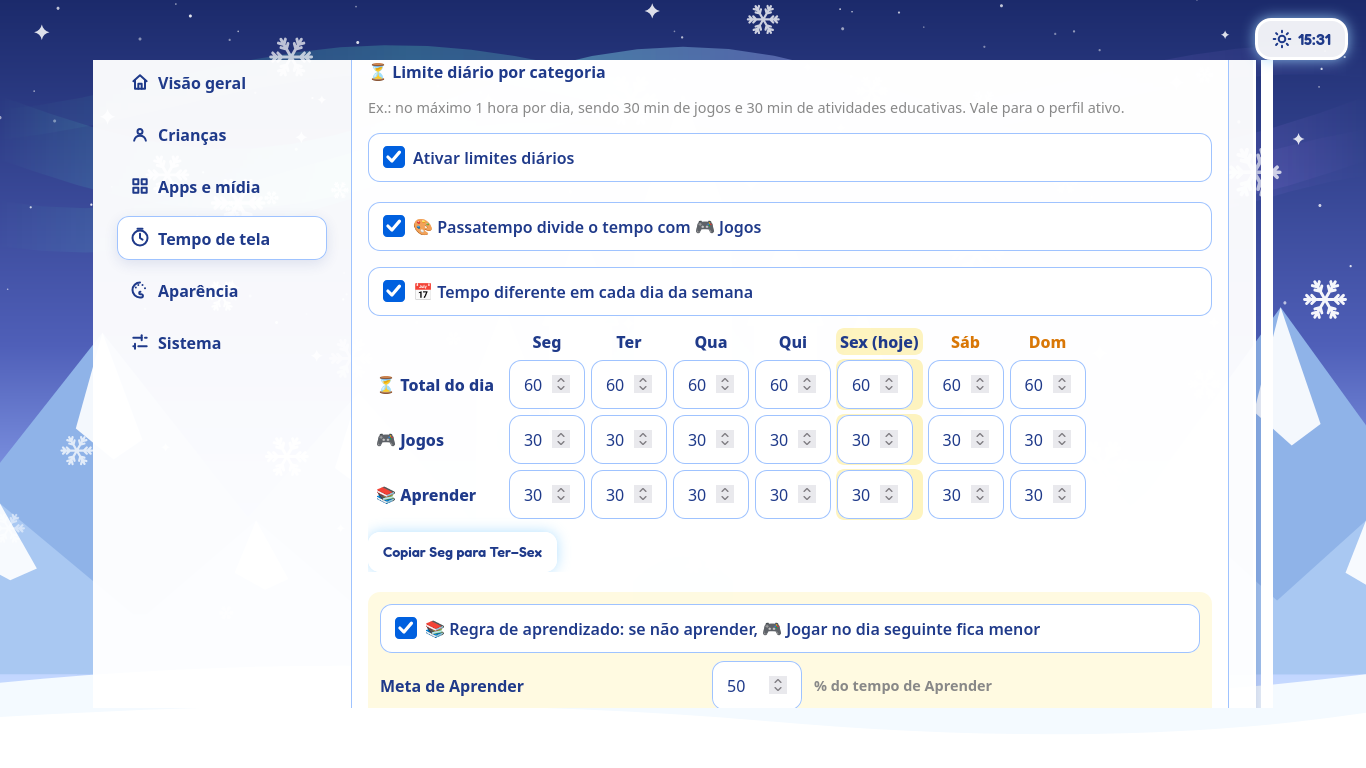 15:31
Visão geral
Crianças
Apps e mídia
Tempo de tela
Aparência
Sistema
⏳ Limite diário por categoria
Ex.: no máximo 1 hora por dia, sendo 30 min de jogos e 30 min de atividades educativas. Vale para o perfil ativo.
Ativar limites diários
🎨 Passatempo divide o tempo com 🎮 Jogos
📅 Tempo diferente em cada dia da semana
Seg Ter Qua Qui Sex (hoje) Sáb Dom
⏳ Total do dia 60 60 60 60 60 60 60
🎮 Jogos 30 30 30 30 30 30 30
📚 Aprender 30 30 30 30 30 30 30
Copiar Seg para Ter–Sex
📚 Regra de aprendizado: se não aprender, 🎮 Jogar no dia seguinte fica menor
Meta de Aprender 50 % do tempo de Aprender